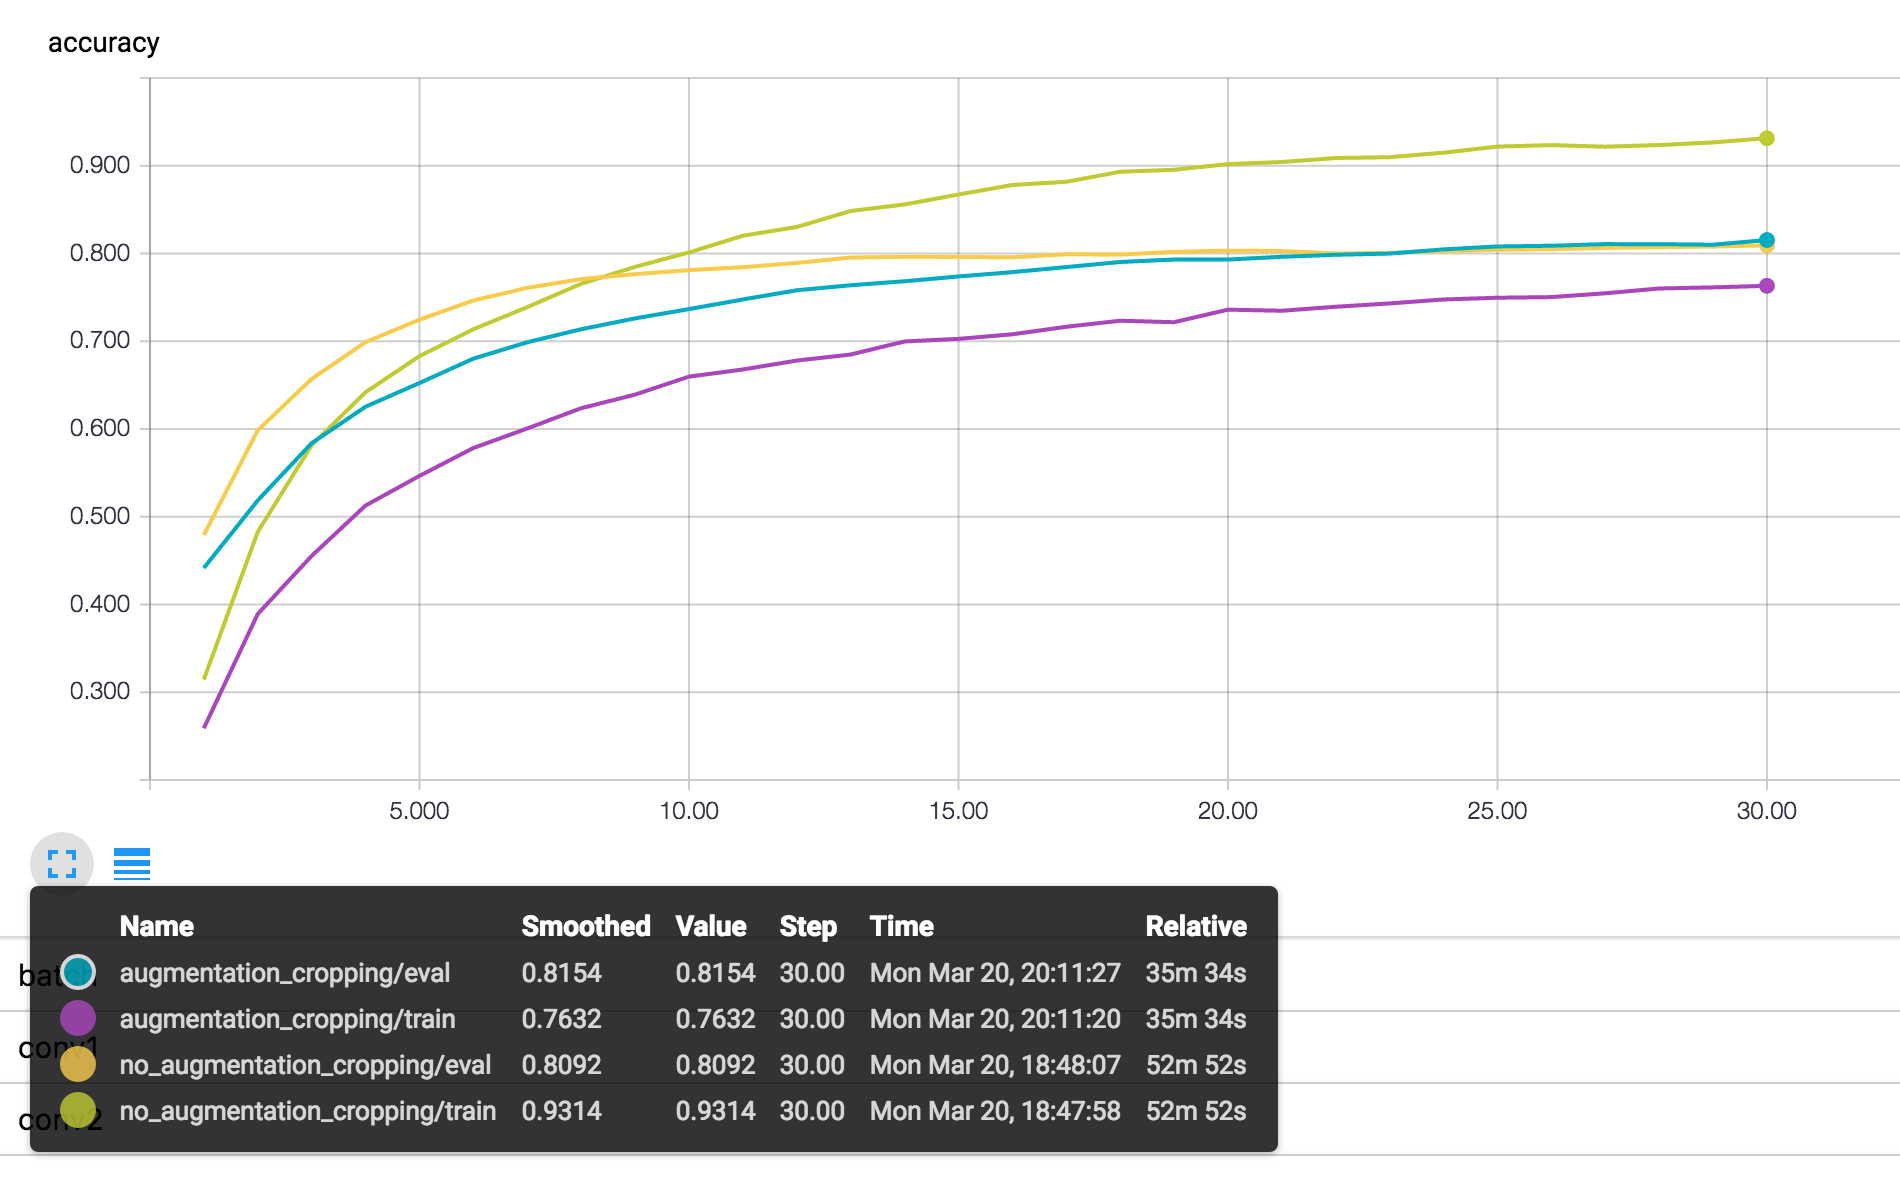 accuracy
0.900
0.800
0.700
0.600
0.500
0.400
0.300
5.000 10.00 15.00 20.00 25.00 30.00
Name Smoothed Value Step Time Relative
batch augmentation_cropping/eval 0.8154 0.8154 30.00 Mon Mar 20, 20:11:27 35m 34s
augmentation_cropping/train 0.7632 0.7632 30.00 Mon Mar 20, 20:11:20 35m 34s
conv1 no_augmentation_cropping/eval 0.8092 0.8092 30.00 Mon Mar 20, 18:48:07 52m 52s
conv2 no_augmentation_cropping/train 0.9314 0.9314 30.00 Mon Mar 20, 18:47:58 52m 52s